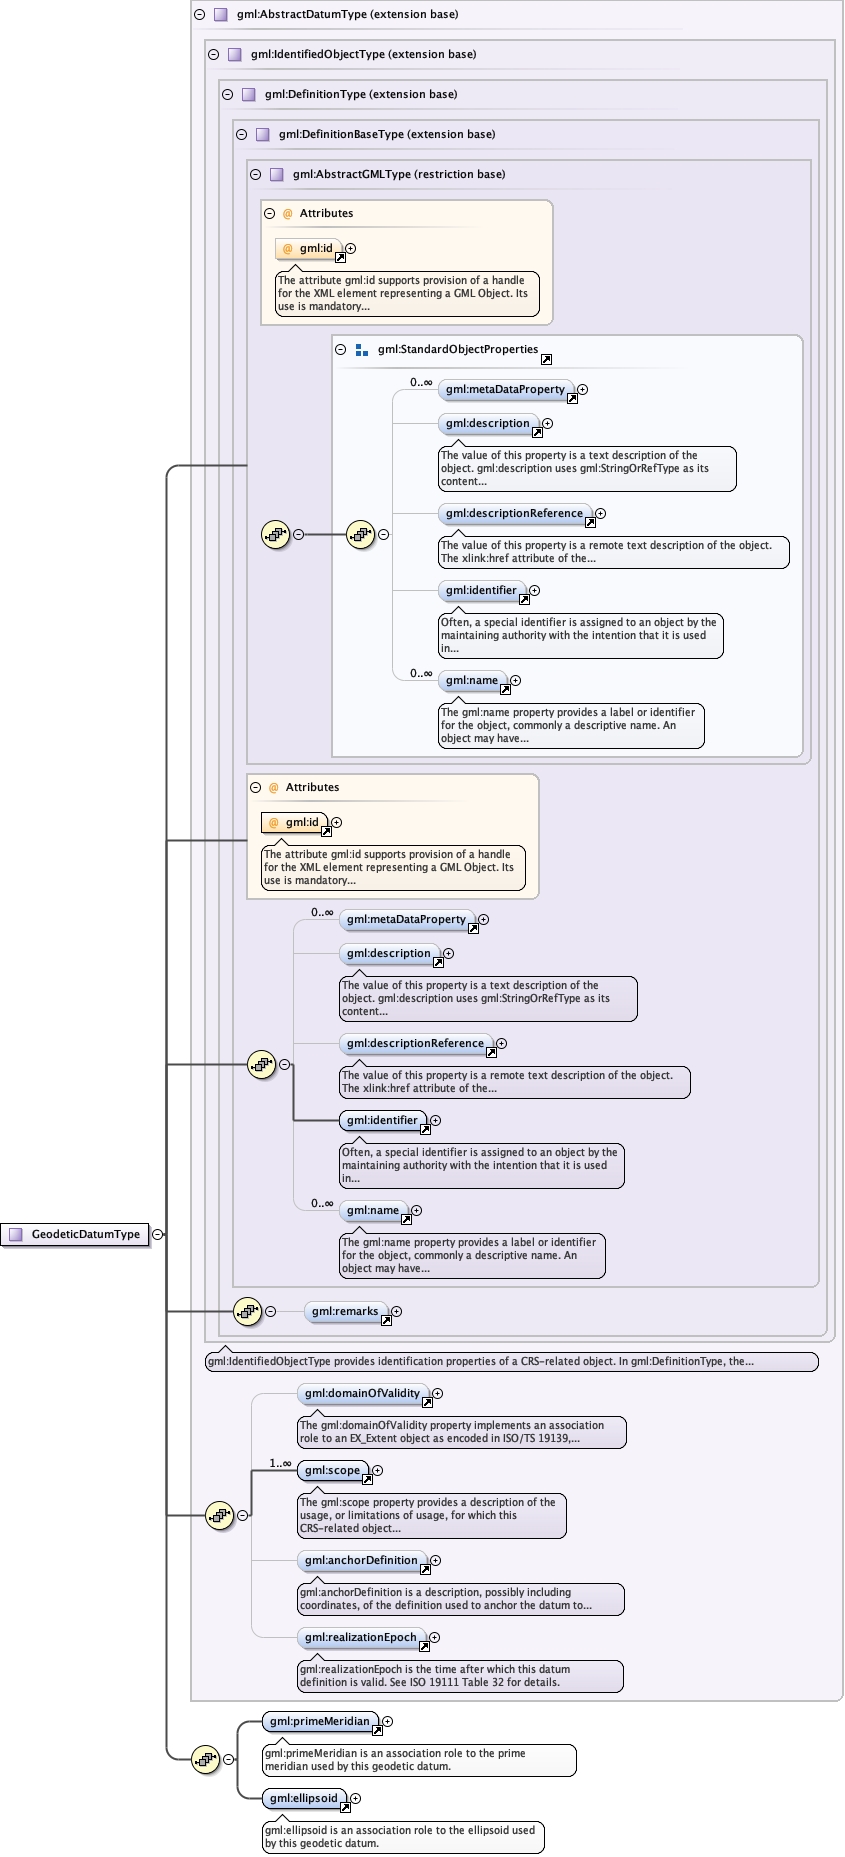 gml:AbstractDatumType (extension base)
gml:IdentifiedObjectType (extension base)
gml:DefinitionType (extension base)
gml:DefinitionBaseType (extension base)
gml:AbstractGMLType (restriction base)
@ Attributes
@ gml:id
The attribute gml:id supports provision of a handle
for the XML element representing a GML Object. Its
use is mandatory...
gml:StandardObjectProperties
0..∞
gml:metaDataProperty
gml:description
The value of this property is a text description of the
object. gml:description uses gml:StringOrRefType as its
content...
gml:descriptionReference
The value of this property is a remote text description of the object.
The xlink:href attribute of the...
gml:identifier
Often, a special identifier is assigned to an object by the
maintaining authority with the intention that it is used
in...
0..∞
gml:name
The gml:name property provides a label or identifier
for the object, commonly a descriptive name. An
object may have...
@ Attributes
@ gml:id
The attribute gml:id supports provision of a handle
for the XML element representing a GML Object. Its
use is mandatory...
0..∞
gml:metaDataProperty
gml:description
The value of this property is a text description of the
object. gml:description uses gml:StringOrRefType as its
content...
gml:descriptionReference
The value of this property is a remote text description of the object.
The xlink:href attribute of the...
gml:identifier
Often, a special identifier is assigned to an object by the
maintaining authority with the intention that it is used
in...
0..∞
gml:name
GeodeticDatumType
The gml:name property provides a label or identifier
for the object, commonly a descriptive name. An
object may have...
gml:remarks
gml:IdentifiedObjectType provides identification properties of a CRS-related object. In gml:DefinitionType, the...
gml:domainOfValidity
The gml:domainOfValidity property implements an association
role to an EX_Extent object as encoded in ISO/TS 19139,...
1..∞
gml:scope
The gml:scope property provides a description of the
usage, or limitations of usage, for which this
CRS-related object...
gml:anchorDefinition
gml:anchorDefinition is a description, possibly including
coordinates, of the definition used to anchor the datum to...
gml:realizationEpoch
gml:realizationEpoch is the time after which this datum
definition is valid. See ISO 19111 Table 32 for details.
gml:primeMeridian
gml:primeMeridian is an association role to the prime
meridian used by this geodetic datum.
gml:ellipsoid
gml:ellipsoid is an association role to the ellipsoid used
by this geodetic datum.